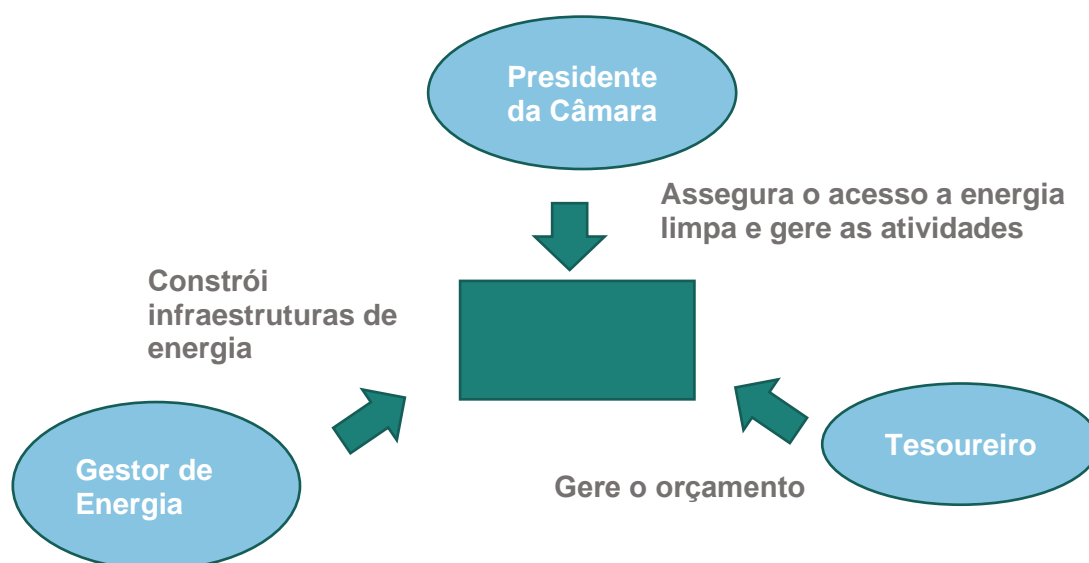 Presidente
da Câmara
Assegura o acesso a energia
limpa e gere as atividades
Constrói
infraestruturas de
energia
Gestor de
Energia
Tesoureiro
Gere o orçamento